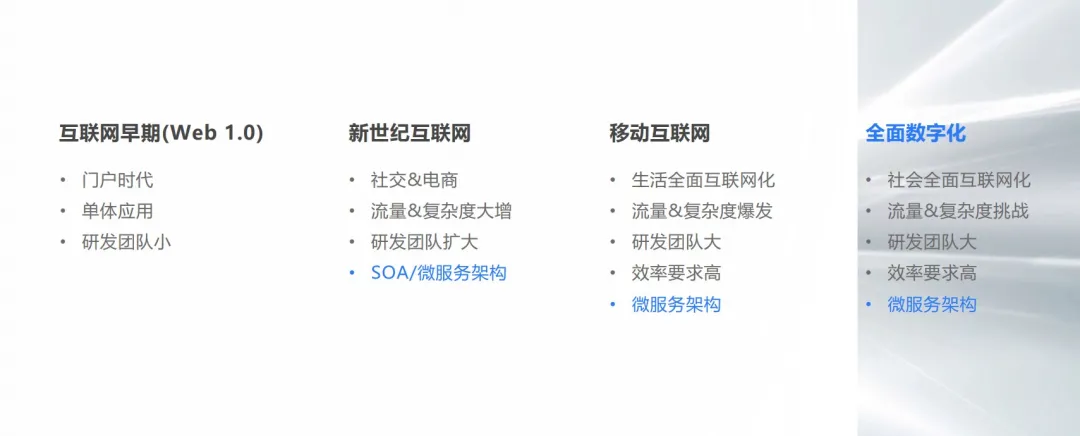 互联网早期(Web 1.0)
• 门户时代
• 单体应用
• 研发团队小
新世纪互联网
• 社交&电商
• 流量&复杂度大增
• 研发团队扩大
• SOA/微服务架构
移动互联网
• 生活全面互联网化
• 流量&复杂度爆发
• 研发团队大
• 效率要求高
• 微服务架构
全面数字化
• 社会全面互联网化
• 流量&复杂度挑战
• 研发团队大
• 效率要求高
• 微服务架构